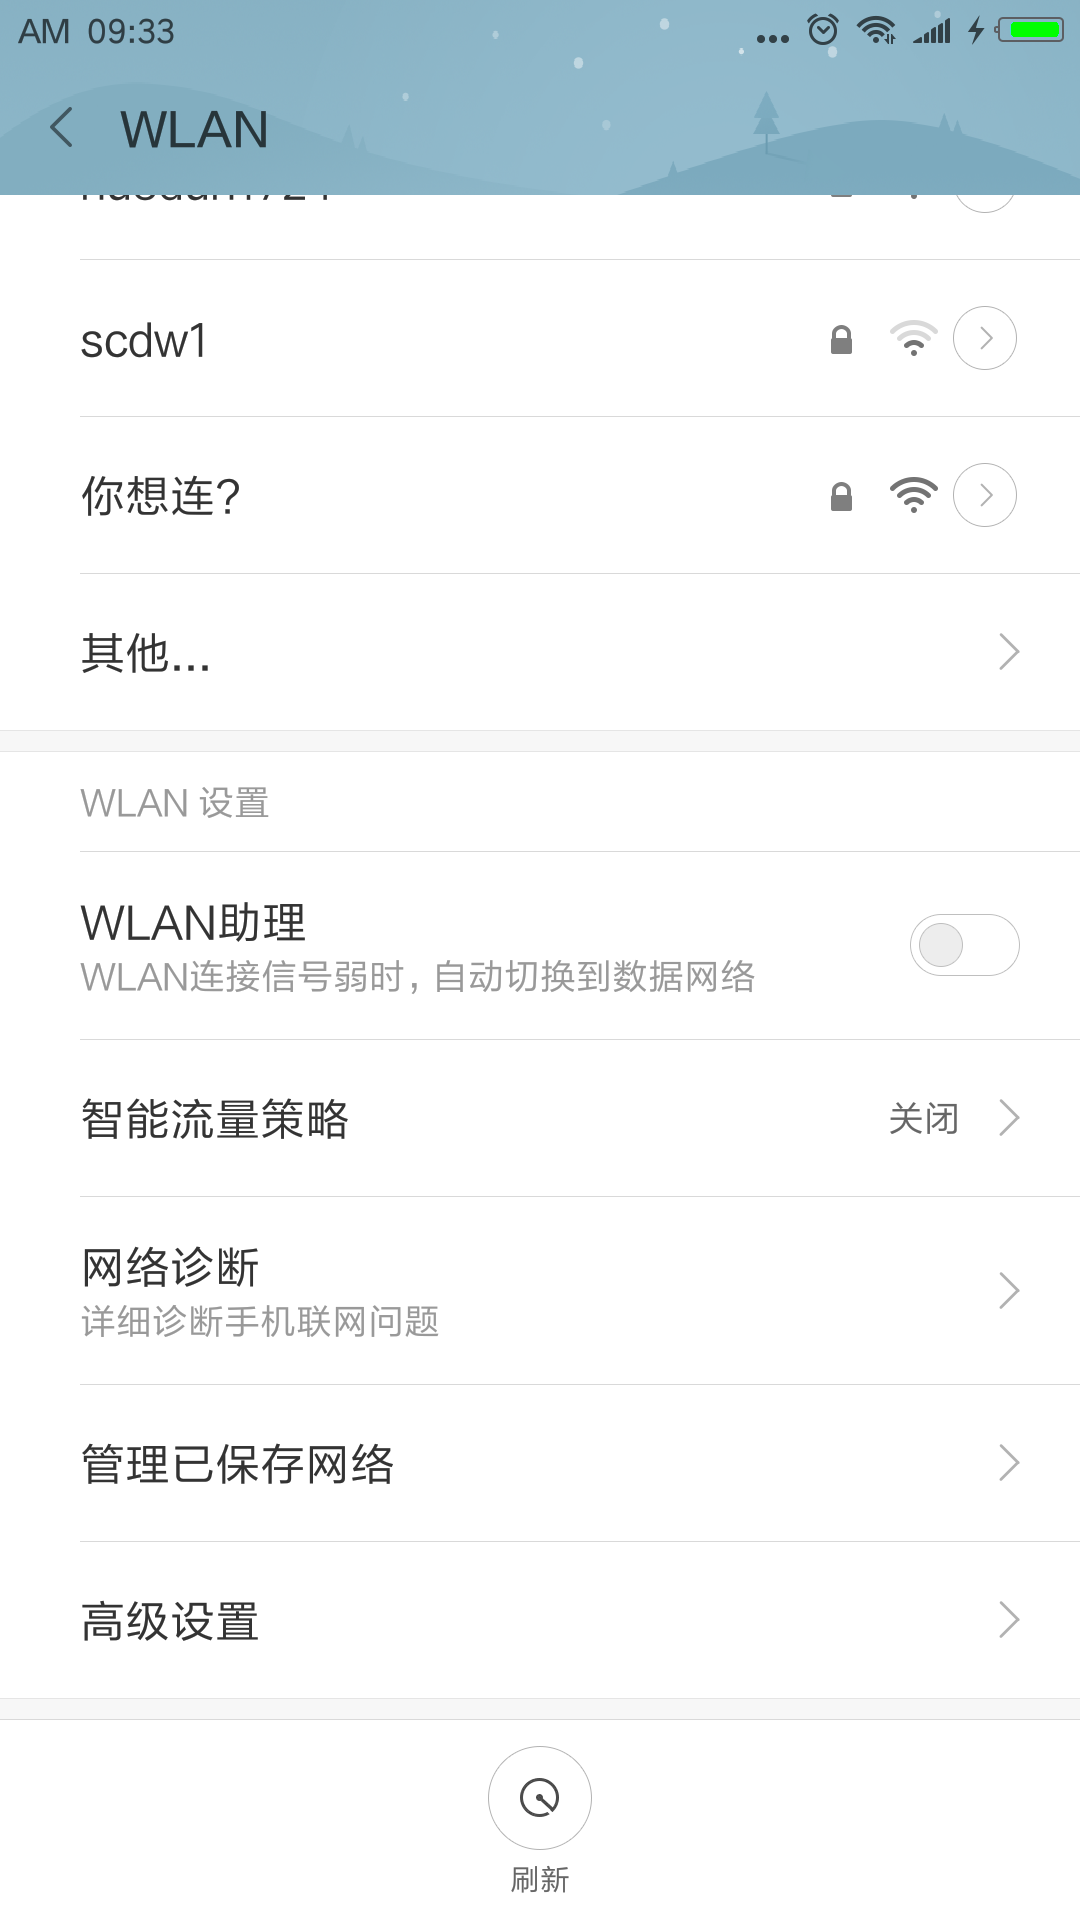 AM 09:33
WLAN
scdw1
你想连?
其他...
WLAN 设置
WLAN助理
WLAN连接信号弱时，自动切换到数据网络
智能流量策略
关闭
网络诊断
详细诊断手机联网问题
管理已保存网络
高级设置
刷新